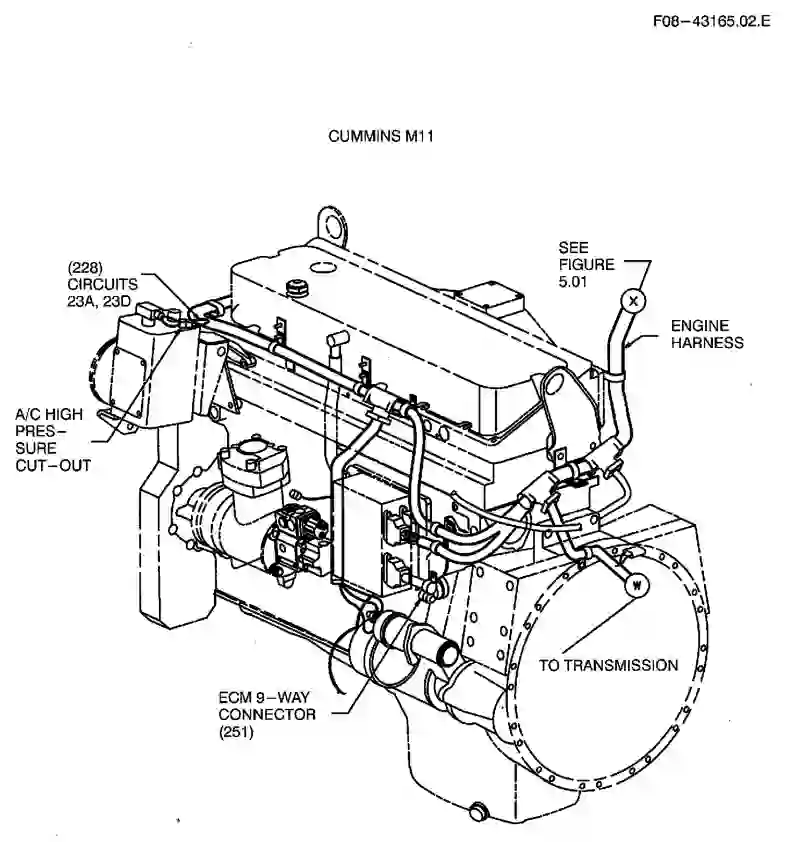 F08-43165.02.E
CUMMINS M11
SEE
FIGURE
5.01
(228)
CIRCUITS
23A, 23D
X
ENGINE
HARNESS
A/C HIGH
PRES-
SURE
CUT-OUT
W
TO TRANSMISSION
ECM 9-WAY
CONNECTOR
(251)